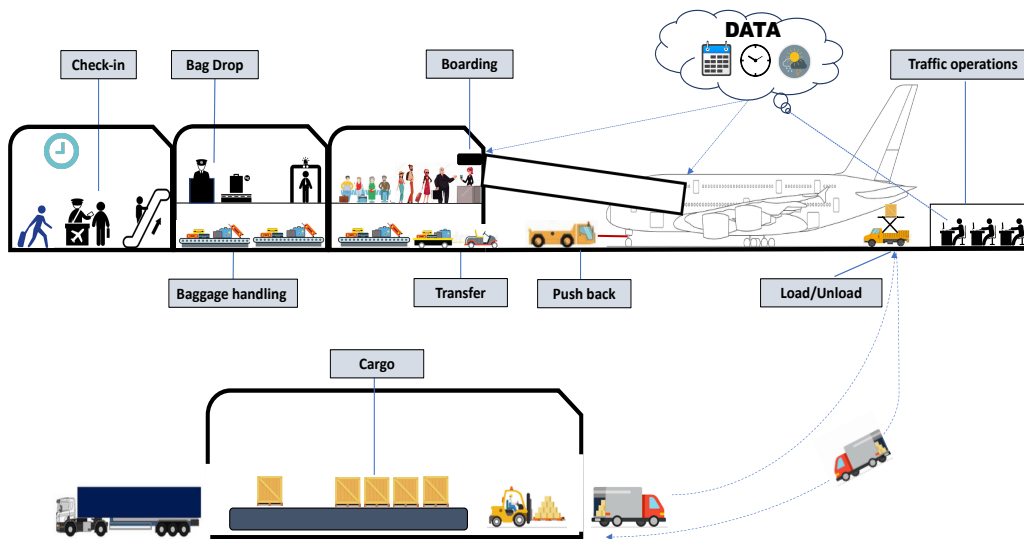 DATA
Check-in
Bag Drop
Boarding
Traffic operations
Baggage handling
Transfer
Push back
Load/Unload
Cargo